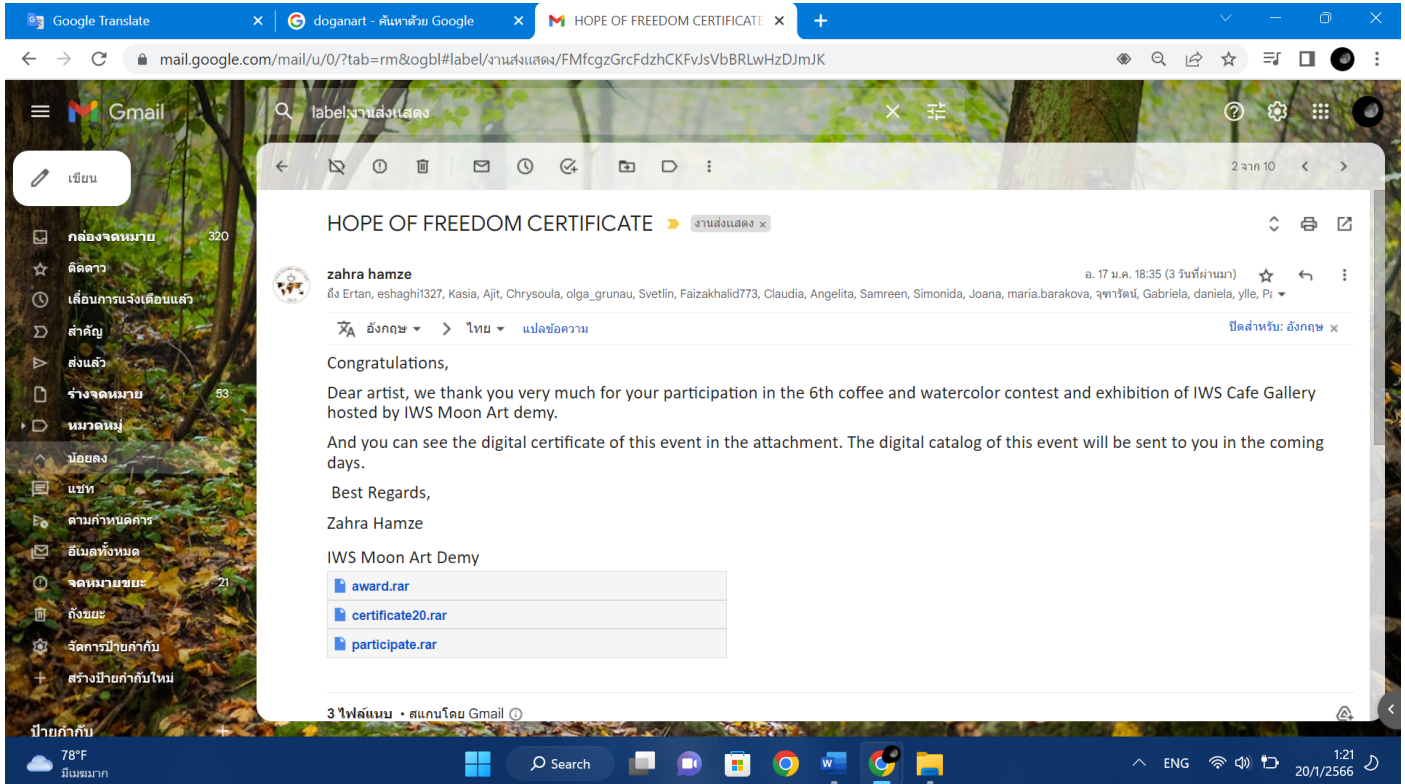 Google Translate
doganart - ค้นหาด้วย Google
HOPE OF FREEDOM CERTIFICATE
mail.google.com/mail/u/0/?tab=rm&ogbl#label/งานส่งแสดง/FMfcgzGrcFdzhCKFvJsVbBRLwHzDJmJK
Gmail
label:งานส่งแสดง
เขียน
2 จาก 10
กล่องจดหมาย 320
ติดดาว
เลื่อนการแจ้งเตือนแล้ว
สำคัญ
ส่งแล้ว
ร่างจดหมาย 53
หมวดหมู่
น้อยลง
แชท
ตามกำหนดการ
อีเมลทั้งหมด
จดหมายขยะ 21
ถังขยะ
จัดการป้ายกำกับ
สร้างป้ายกำกับใหม่
ป้ายกำกับ
HOPE OF FREEDOM CERTIFICATE งานส่งแสดง
zahra hamze อ. 17 ม.ค. 18:35 (3 วันที่ผ่านมา)
ถึง Ertan, eshaghi1327, Kasia, Ajit, Chrysoula, olga_grunau, Svetlin, Faizakhalid773, Claudia, Angelita, Samreen, Simonida, Joana, maria.barakova, จุฑารัตน์, Gabriela, daniela, ylle,
อังกฤษ > ไทย แปลข้อความ ปิดสำหรับ: อังกฤษ
Congratulations,
Dear artist, we thank you very much for your participation in the 6th coffee and watercolor contest and exhibition of IWS Cafe Gallery
hosted by IWS Moon Art demy.
And you can see the digital certificate of this event in the attachment. The digital catalog of this event will be sent to you in the coming
days.
Best Regards,
Zahra Hamze
IWS Moon Art Demy
award.rar
certificate20.rar
participate.rar
3 ไฟล์แนบ • สแกนโดย Gmail
78°F
มีเมฆมาก
Search
ENG
1:21
20/1/2566